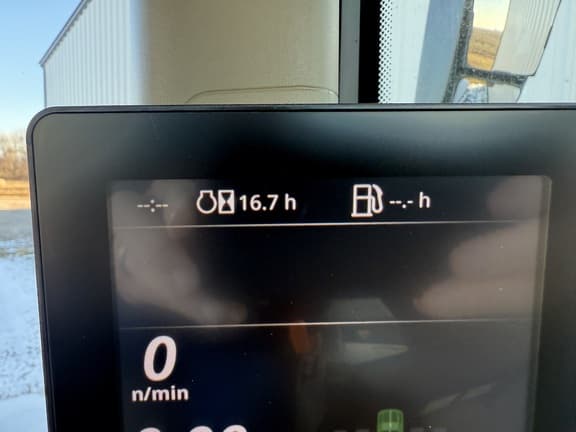 --:-- 16.7 h --.- h
0
n/min